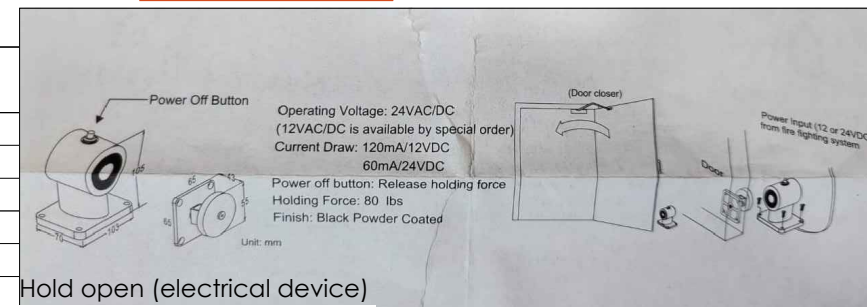 Power Off Button
Operating Voltage: 24VAC/DC
(12VAC/DC is available by special order)
Current Draw: 120mA/12VDC
60mA/24VDC
Power off button: Release holding force
Holding Force: 80 lbs
Finish: Black Powder Coated
105
70
103
65
43
55
65
Unit: mm
(Door closer)
Door
Power Input (12 or 24VDC
from fire fighting system
Hold open (electrical device)